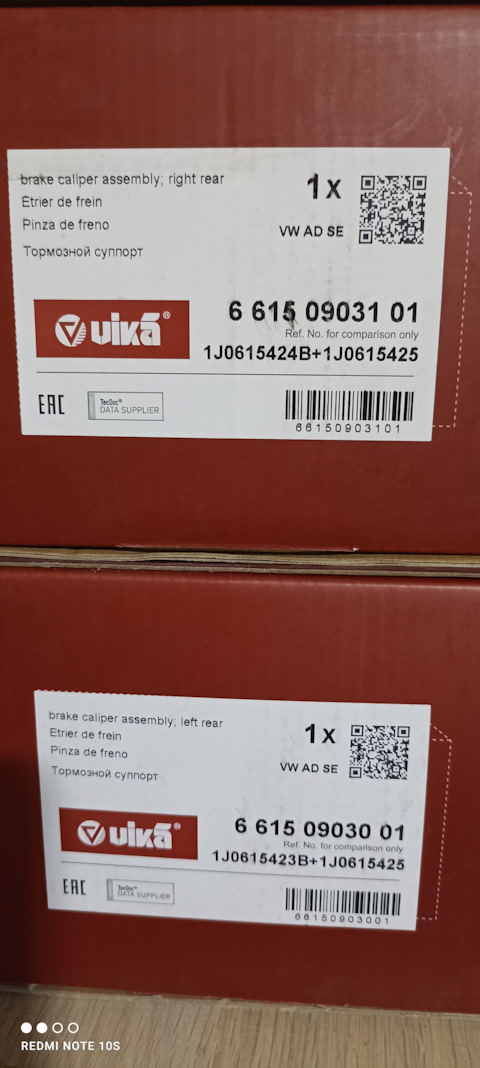 brake caliper assembly; right rear
Etrier de frein
Pinza de freno
Тормозной суппорт
1x
VW AD SE
vika®
6 615 09031 01
Ref. No. for comparison only
1J0615424B+1J0615425
EAC
TecDoc®
DATA SUPPLIER
66150903101
brake caliper assembly; left rear
Etrier de frein
Pinza de freno
Тормозной суппорт
1x
VW AD SE
vika®
6 615 09030 01
Ref. No. for comparison only
1J0615423B+1J0615425
EAC
TecDoc®
DATA SUPPLIER
66150903001
REDMI NOTE 10S